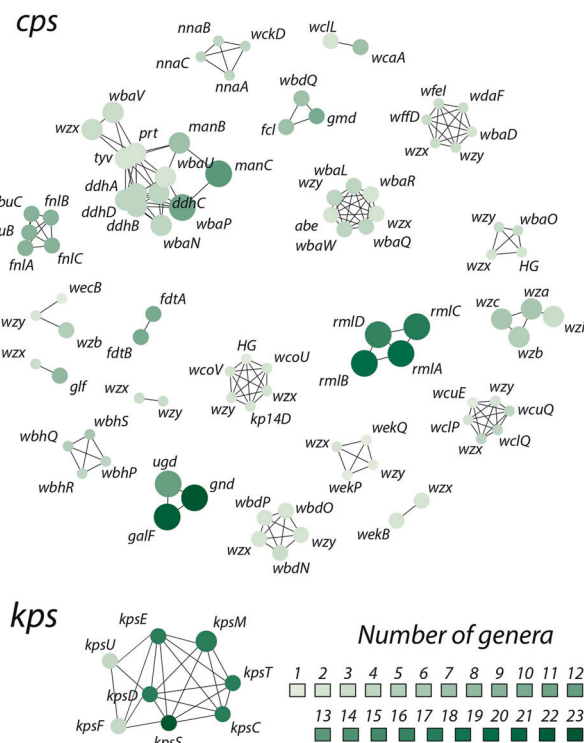 cps
nnaB
wckD
nnaC
nnaA
wclL
wcaA
wbdQ
fcl
gmd
wfeI
wdaF
wffD
wbaD
wzx
wzy
wbaV
wzx
prt
manB
tyv
wbaU
manC
ddhA
ddhC
ddhD
ddhB
wbaP
wbaN
wbaL
wzy
wbaR
abe
wzx
wbaW
wbaQ
buC
fnlB
uB
fnlA
fnlC
wzy
wbaO
wzx
HG
wecB
wzy
wzb
fdtA
fdtB
wzx
glf
wzx
wzy
HG
wcoV
wcoU
wzx
wzy
kp14D
rmlD
rmlC
rmlB
rmlA
wza
wzc
wzb
wcuE
wzy
wcuQ
wclP
wzx
wclQ
wbhS
wbhQ
wbhP
wbhR
ugd
gnd
galF
wekQ
wzx
wzy
wekP
wbdP
wbdO
wzx
wzy
wbdN
wzx
wekB
kps
kpsE
kpsM
kpsU
kpsT
kpsD
kpsF
kpsS
kpsC
Number of genera
1 2 3 4 5 6 7 8 9 10 11 12
13 14 15 16 17 18 19 20 21 22 23